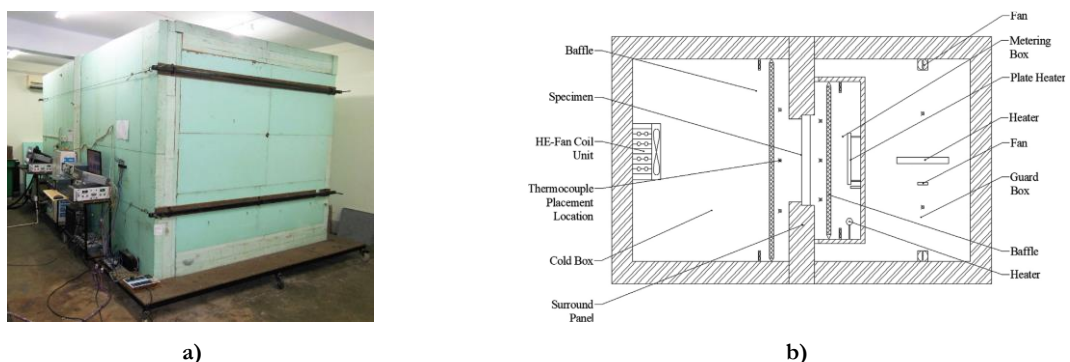 Baffle
Specimen
HE-Fan Coil
Unit
Thermocouple
Placement
Location
Cold Box
Surround
Panel
Fan
Metering
Box
Plate Heater
Heater
Fan
Guard
Box
Baffle
Heater
a)
b)